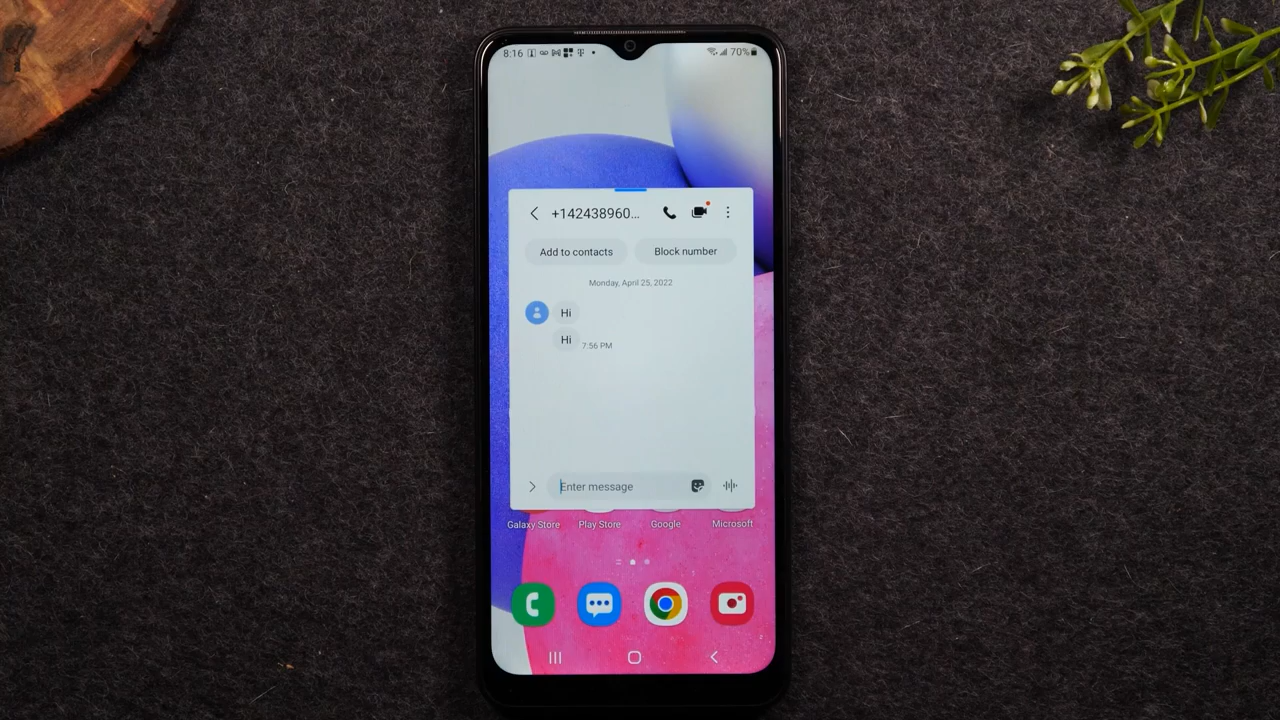 8:16 70%
+142438960...
Add to contacts Block number
Monday, April 25, 2022
Hi
Hi 7:56 PM
Enter message
Galaxy Store Play Store Google Microsoft